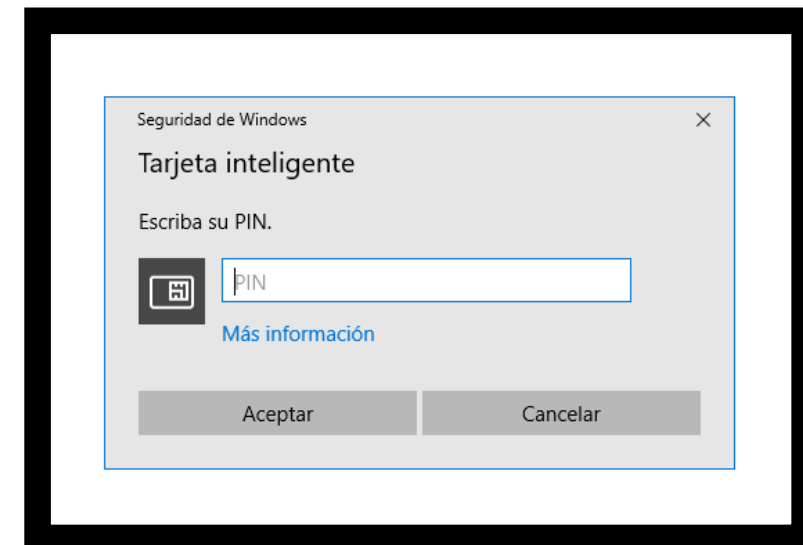 Seguridad de Windows
Tarjeta inteligente
Escriba su PIN.
PIN
Más información
Aceptar
Cancelar